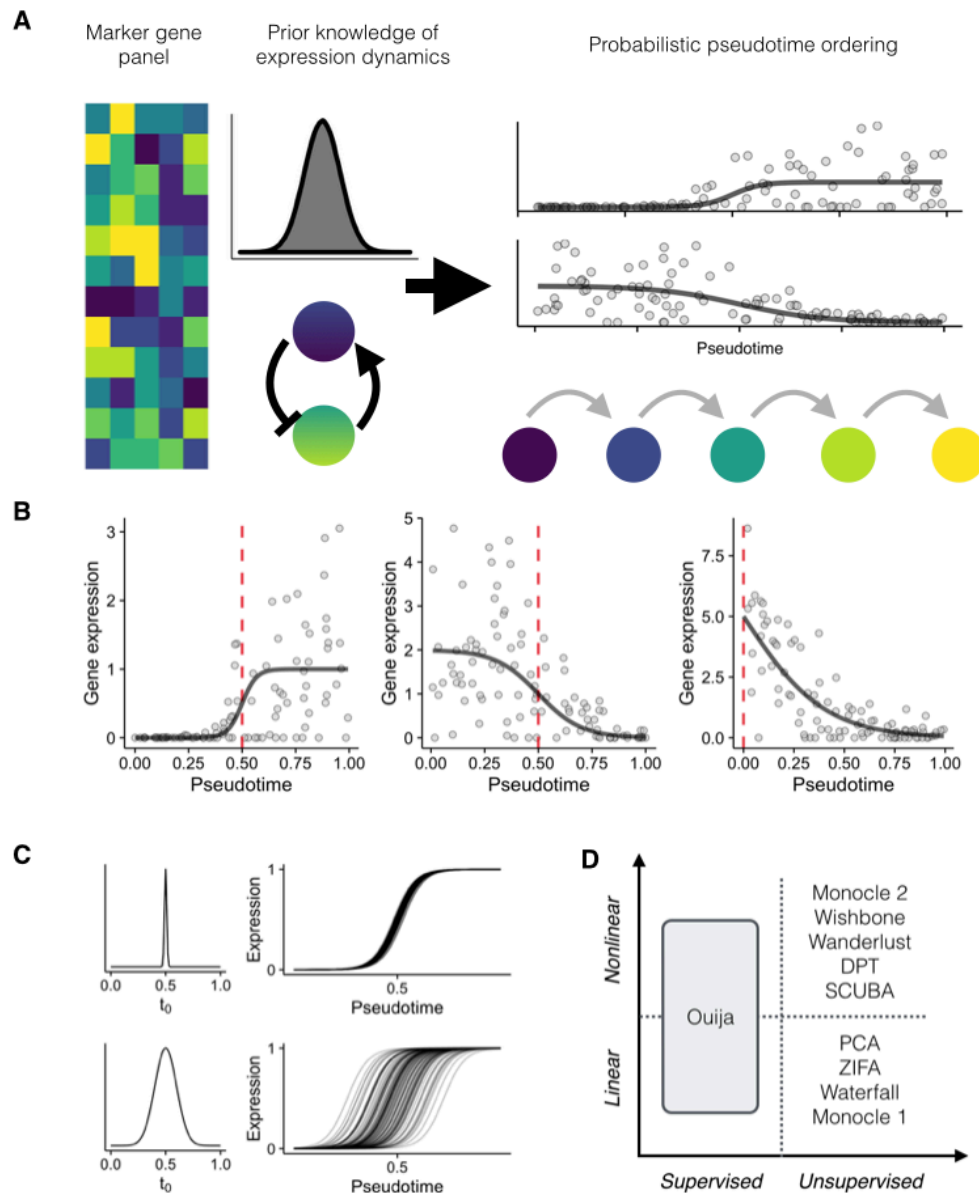 A
Marker gene
panel
Prior knowledge of
expression dynamics
Probabilistic pseudotime ordering
Pseudotime
B
Gene expression
3
2
1
0
0.00 0.25 0.50 0.75 1.00
Pseudotime
Gene expression
5
4
3
2
1
0
0.00 0.25 0.50 0.75 1.00
Pseudotime
Gene expression
7.5
5.0
2.5
0.0
0.00 0.25 0.50 0.75 1.00
Pseudotime
C
0.0 0.5 1.0
t₀
Expression
1
0
0.5
Pseudotime
0.0 0.5 1.0
t₀
Expression
1
0
0.5
Pseudotime
D
Nonlinear
Linear
Ouija
Monocle 2
Wishbone
Wanderlust
DPT
SCUBA
PCA
ZIFA
Waterfall
Monocle 1
Supervised Unsupervised